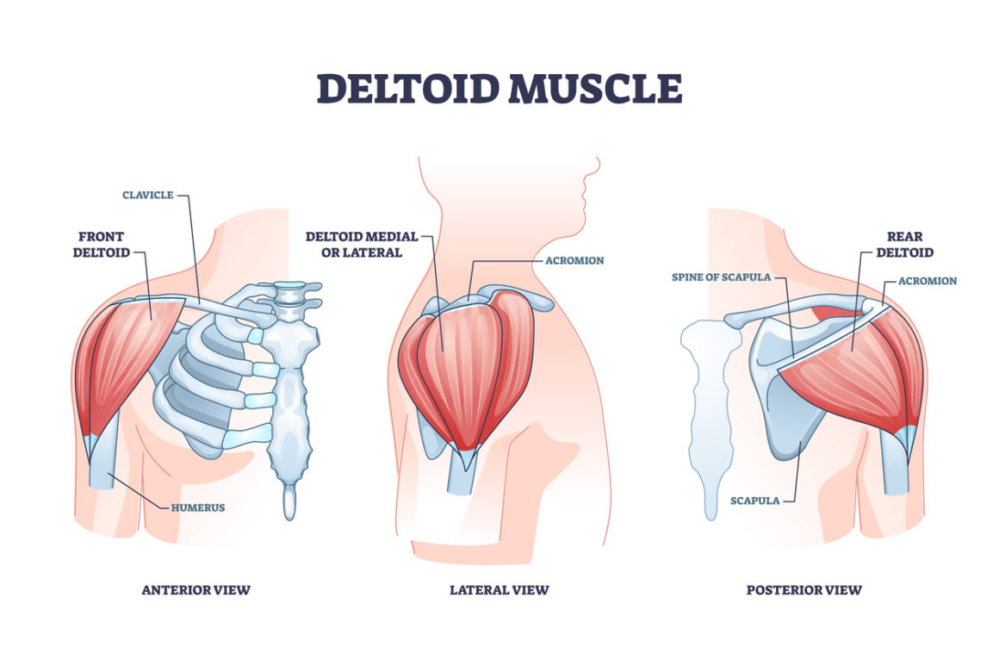 DELTOID MUSCLE
CLAVICLE
FRONT
DELTOID
HUMERUS
ANTERIOR VIEW
DELTOID MEDIAL
OR LATERAL
ACROMION
LATERAL VIEW
REAR
DELTOID
SPINE OF SCAPULA
ACROMION
SCAPULA
POSTERIOR VIEW